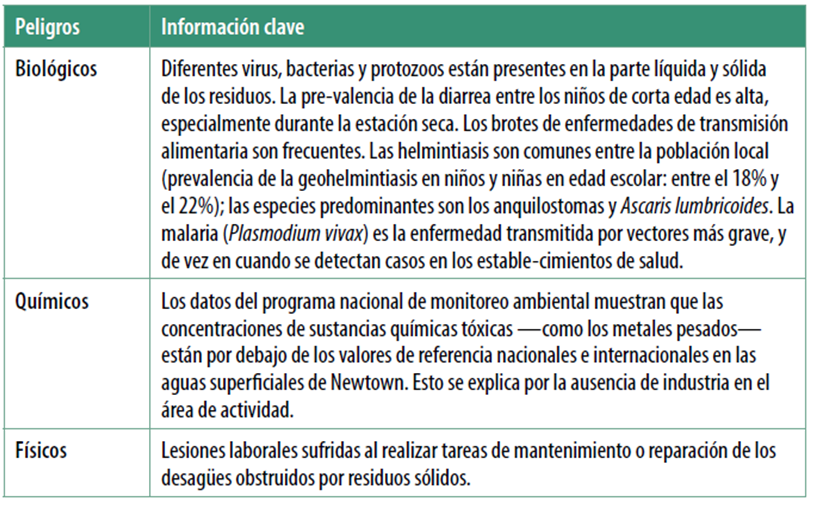 Peligros Información clave
Biológicos Diferentes virus, bacterias y protozoos están presentes en la parte líquida y sólida
de los residuos. La pre-valencia de la diarrea entre los niños de corta edad es alta,
especialmente durante la estación seca. Los brotes de enfermedades de transmisión
alimentaria son frecuentes. Las helmintiasis son comunes entre la población local
(prevalencia de la geohelmintiasis en niños y niñas en edad escolar: entre el 18% y
el 22%); las especies predominantes son los anquilostomas y Ascaris lumbricoides. La
malaria (Plasmodium vivax) es la enfermedad transmitida por vectores más grave, y
de vez en cuando se detectan casos en los estable-cimientos de salud.
Químicos Los datos del programa nacional de monitoreo ambiental muestran que las
concentraciones de sustancias químicas tóxicas —como los metales pesados—
están por debajo de los valores de referencia nacionales e internacionales en las
aguas superficiales de Newtown. Esto se explica por la ausencia de industria en el
área de actividad.
Físicos Lesiones laborales sufridas al realizar tareas de mantenimiento o reparación de los
desagües obstruidos por residuos sólidos.